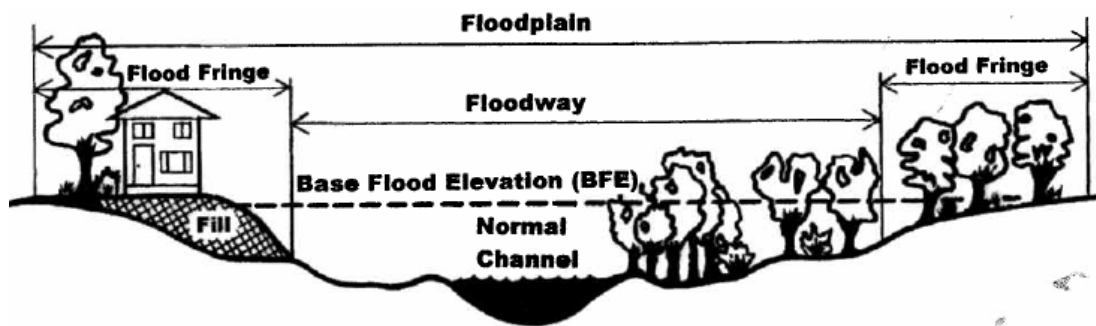 Floodplain
Flood Fringe
Flood Fringe
Floodway
Base Flood Elevation (BFE)
Fill
Normal
Channel